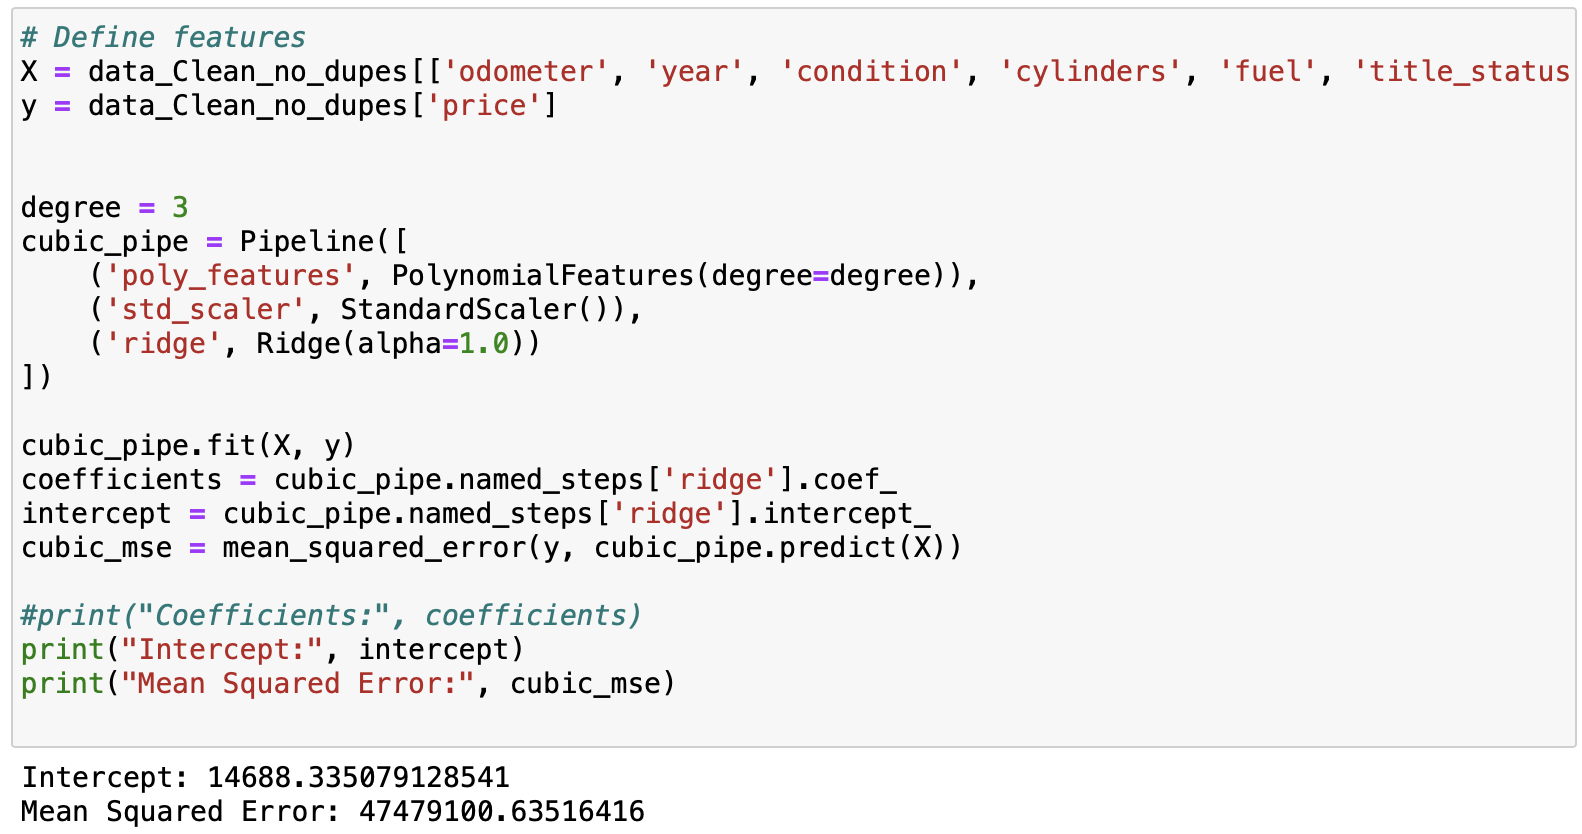 # Define features
X = data_Clean_no_dupes[['odometer', 'year', 'condition', 'cylinders', 'fuel', 'title_status
y = data_Clean_no_dupes['price']
degree = 3
cubic_pipe = Pipeline([
    ('poly_features', PolynomialFeatures(degree=degree)),
    ('std_scaler', StandardScaler()),
    ('ridge', Ridge(alpha=1.0))
])
cubic_pipe.fit(X, y)
coefficients = cubic_pipe.named_steps['ridge'].coef_
intercept = cubic_pipe.named_steps['ridge'].intercept_
cubic_mse = mean_squared_error(y, cubic_pipe.predict(X))
#print("Coefficients:", coefficients)
print("Intercept:", intercept)
print("Mean Squared Error:", cubic_mse)
Intercept: 14688.335079128541
Mean Squared Error: 47479100.63516416